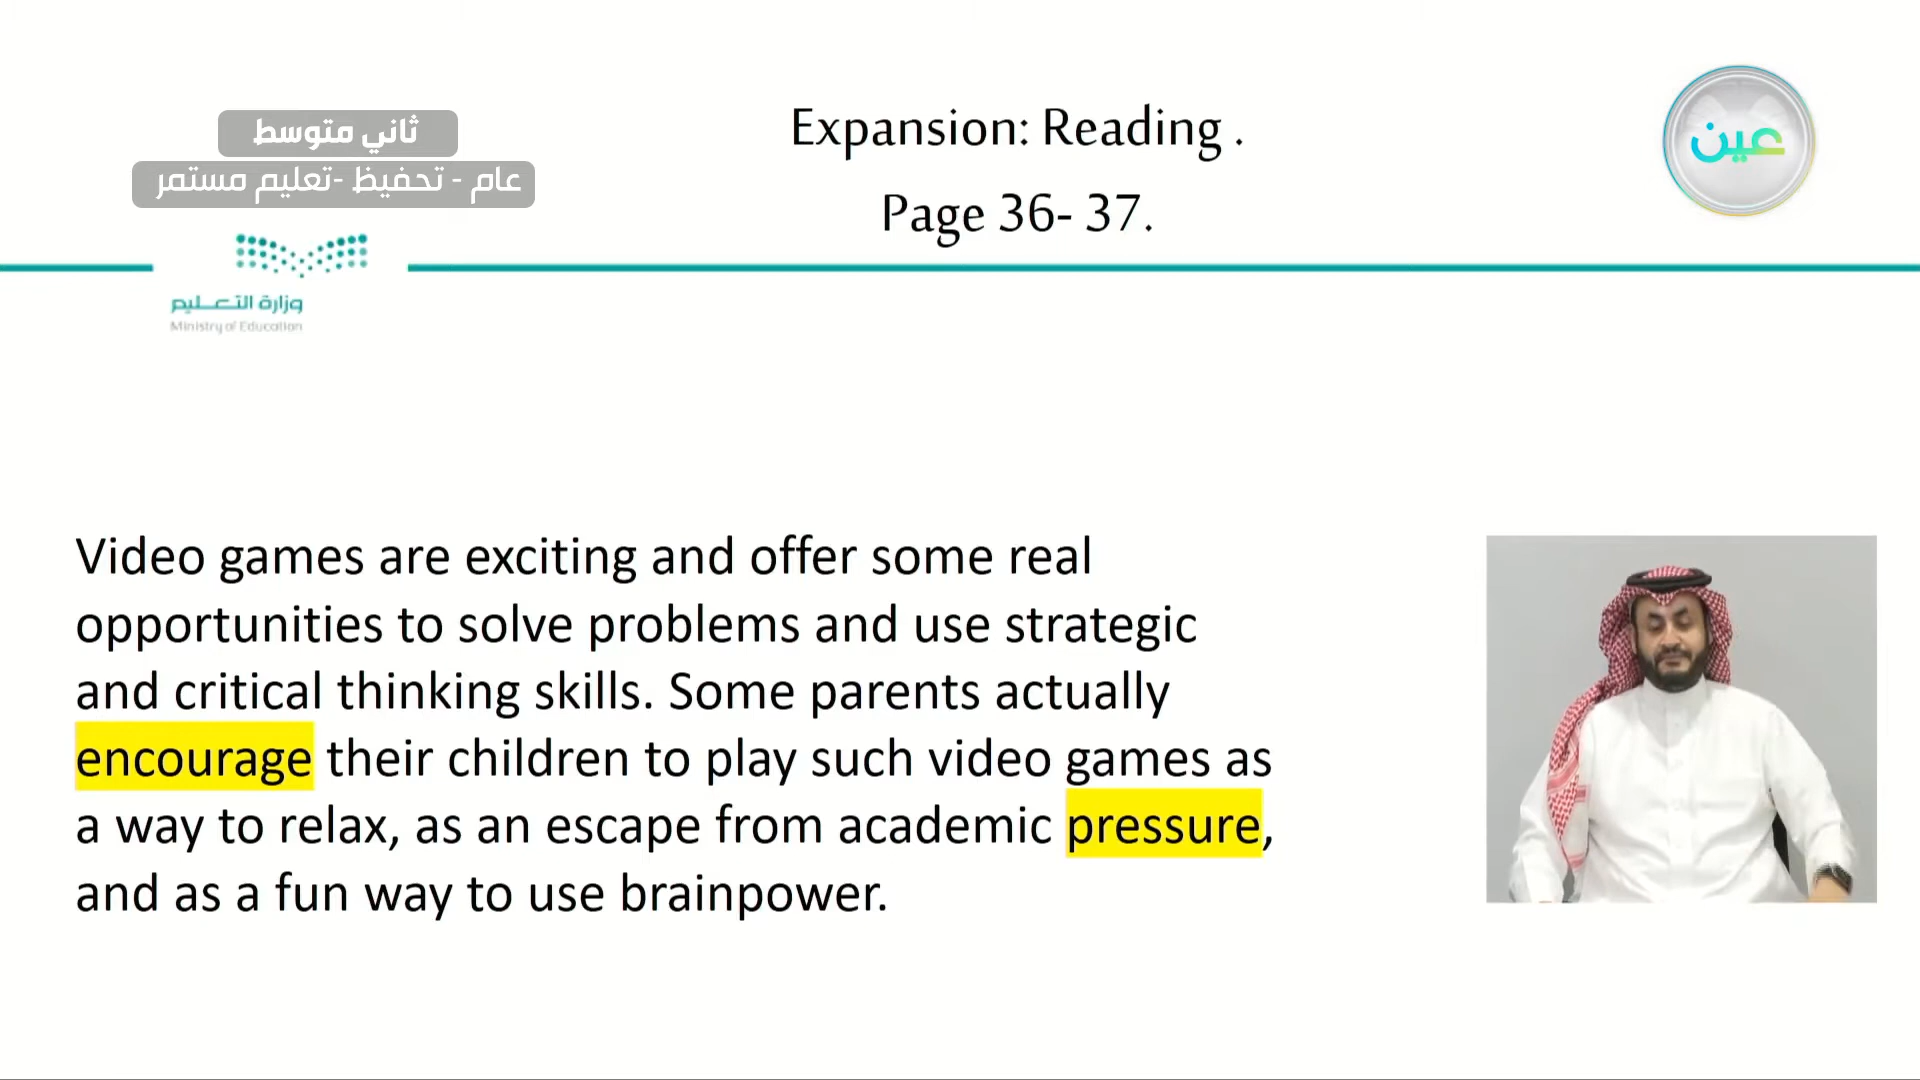 ثاني متوسط
عام - تحفيظ -تعليم مستمر
Expansion: Reading .
Page 36- 37.
عين
وزارة التعليم
Ministry of Education
Video games are exciting and offer some real
opportunities to solve problems and use strategic
and critical thinking skills. Some parents actually
encourage their children to play such video games as
a way to relax, as an escape from academic pressure,
and as a fun way to use brainpower.